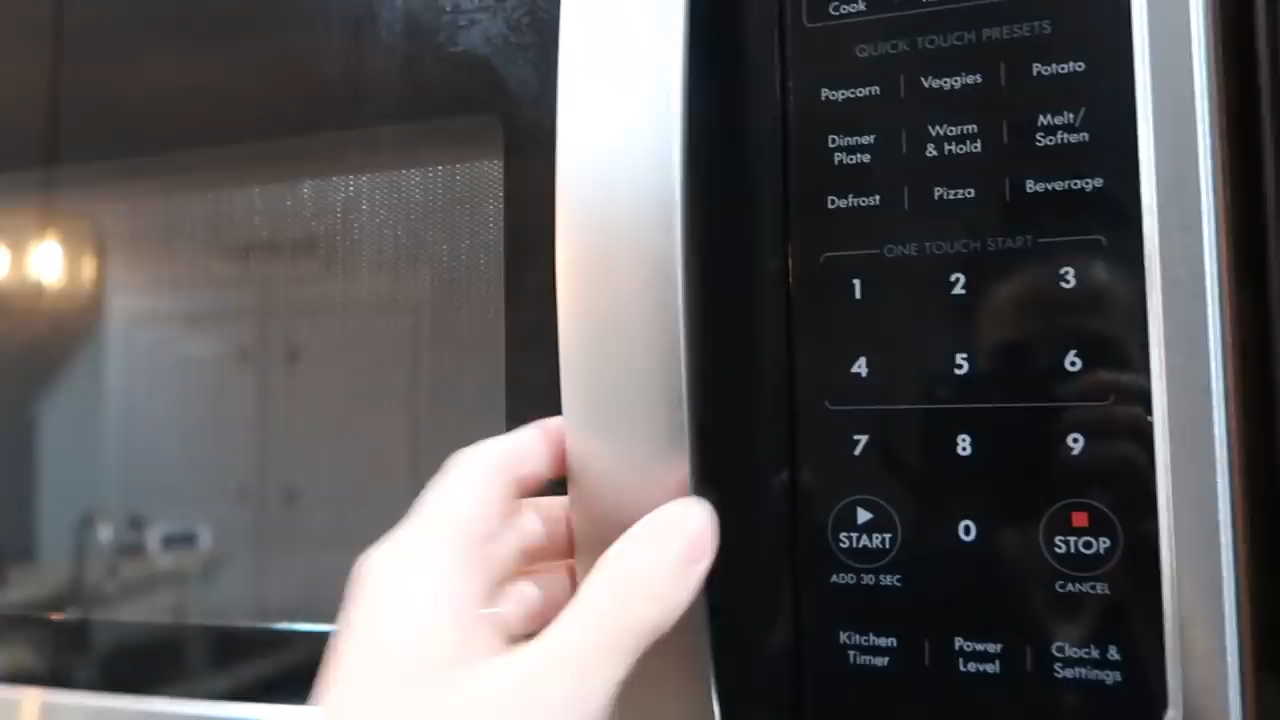 Cook
QUICK TOUCH PRESETS
Popcorn Veggies Potato
Dinner Plate Warm & Hold Melt/ Soften
Defrost Pizza Beverage
ONE TOUCH START
1 2 3
4 5 6
7 8 9
START 0 STOP
ADD 30 SEC CANCEL
Kitchen Timer Power Level Clock & Settings